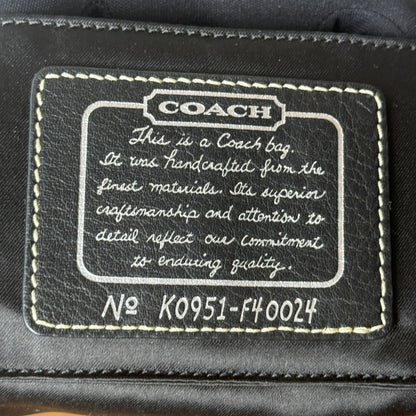 COACH
This is a Coach bag.
It was handcrafted from the
finest materials. Its superior
craftsmanship and attention to
detail reflect our commitment
to enduring quality.
Nº K0951-F40024